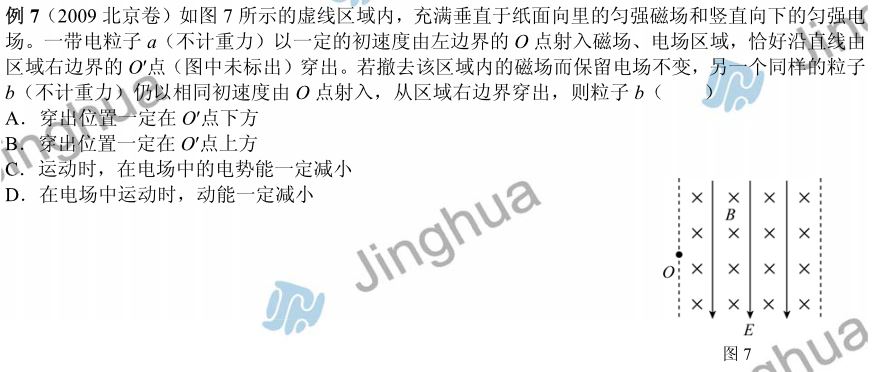 例 7（2009 北京卷）如图 7 所示的虚线区域内，充满垂直于纸面向里的匀强磁场和竖直向下的匀强电
场。一带电粒子 a（不计重力）以一定的初速度由左边界的 O 点射入磁场、电场区域，恰好沿直线由
区域右边界的 O′点（图中未标出）穿出。若撤去该区域内的磁场而保留电场不变，另一个同样的粒子
b（不计重力）仍以相同初速度由 O 点射入，从区域右边界穿出，则粒子 b（　　）
A．穿出位置一定在 O′点下方
B．穿出位置一定在 O′点上方
C．运动时，在电场中的电势能一定减小
D．在电场中运动时，动能一定减小
× × × ×
B
× × × ×
O
× × × ×
× × × ×
E
图 7
Jinghua
Jinghua
Jin
hua